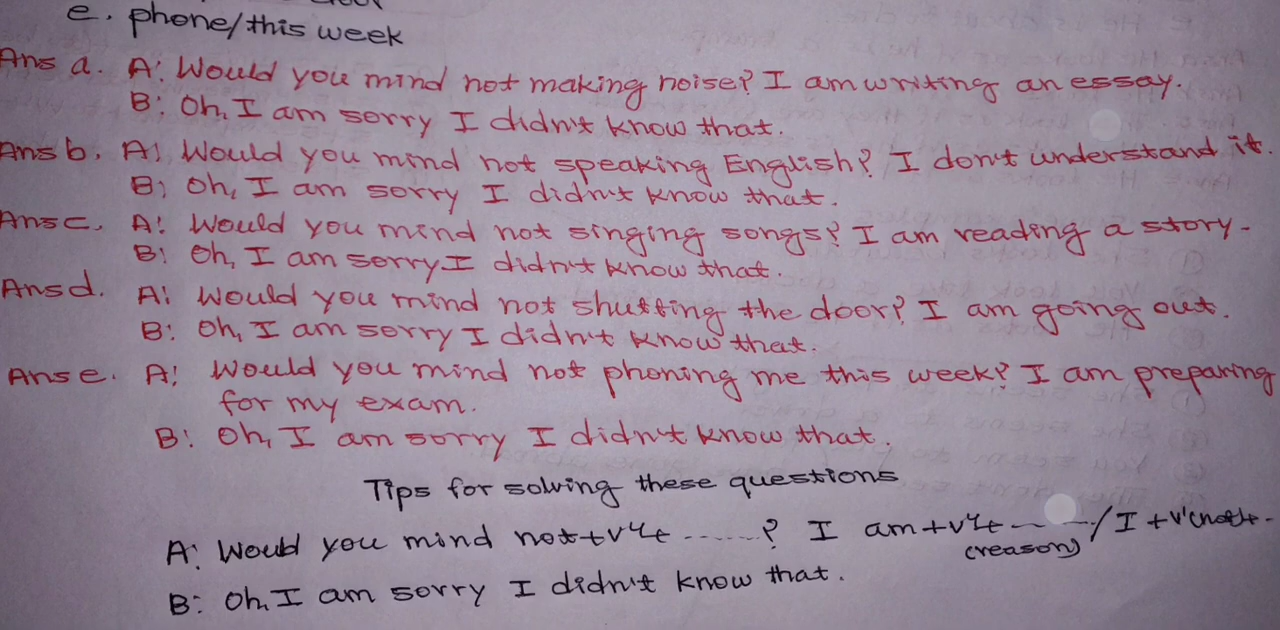 e. phone/this week
Ans a. A: Would you mind not making noise? I am writing an essay.
B: Oh, I am sorry I didn't know that.
Ans b. A: Would you mind not speaking English? I don't understand it.
B: Oh, I am sorry I didn't know that.
Ans c. A: Would you mind not singing songs? I am reading a story.
B: Oh, I am sorry I didn't know that.
Ans d. A: Would you mind not shutting the door? I am going out.
B: Oh, I am sorry I didn't know that.
Ans e. A: Would you mind not phoning me this week? I am preparing
for my exam.
B: Oh, I am sorry I didn't know that.
Tips for solving these questions
A: Would you mind not+v4+ ......? I am+v4+ --- --/ I +v'(not)+-
(reason)
B: Oh, I am sorry I didn't know that.